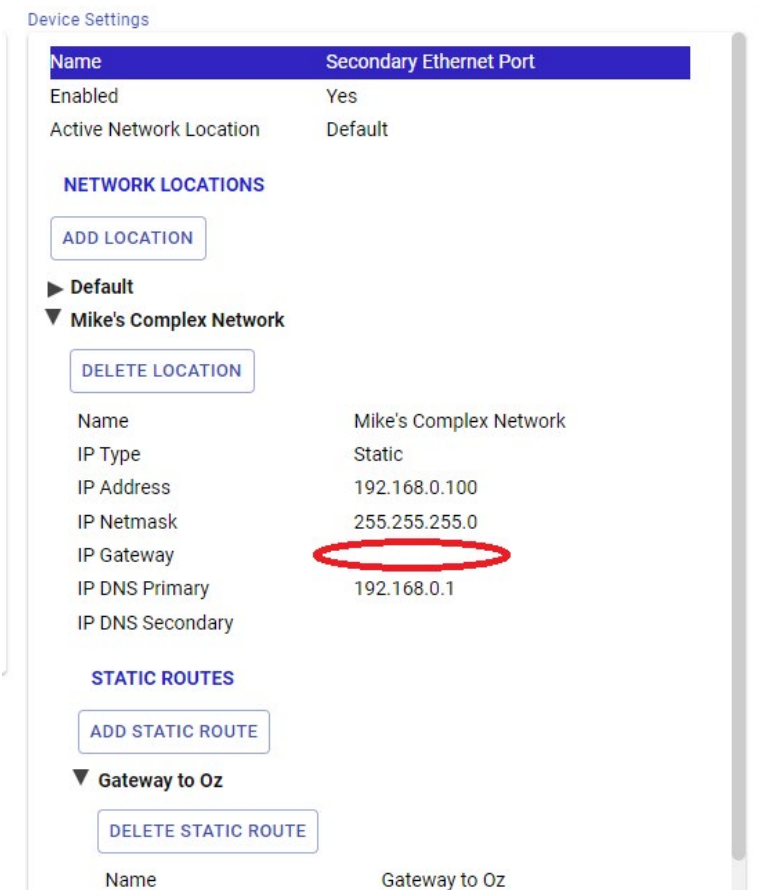 Device Settings
Name Secondary Ethernet Port
Enabled Yes
Active Network Location Default
NETWORK LOCATIONS
ADD LOCATION
Default
Mike's Complex Network
DELETE LOCATION
Name Mike's Complex Network
IP Type Static
IP Address 192.168.0.100
IP Netmask 255.255.255.0
IP Gateway
IP DNS Primary 192.168.0.1
IP DNS Secondary
STATIC ROUTES
ADD STATIC ROUTE
Gateway to Oz
DELETE STATIC ROUTE
Name Gateway to Oz